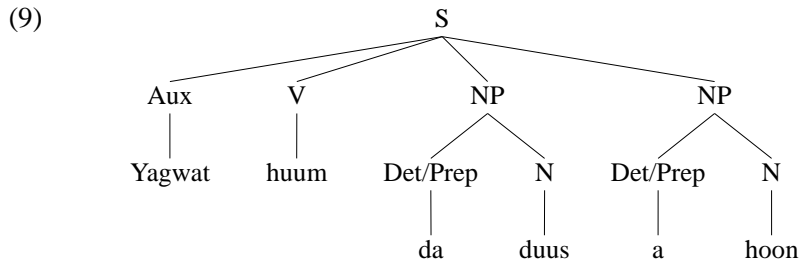 (9) S
Aux V NP NP
Yagwat huum Det/Prep N Det/Prep N
da duus a hoon